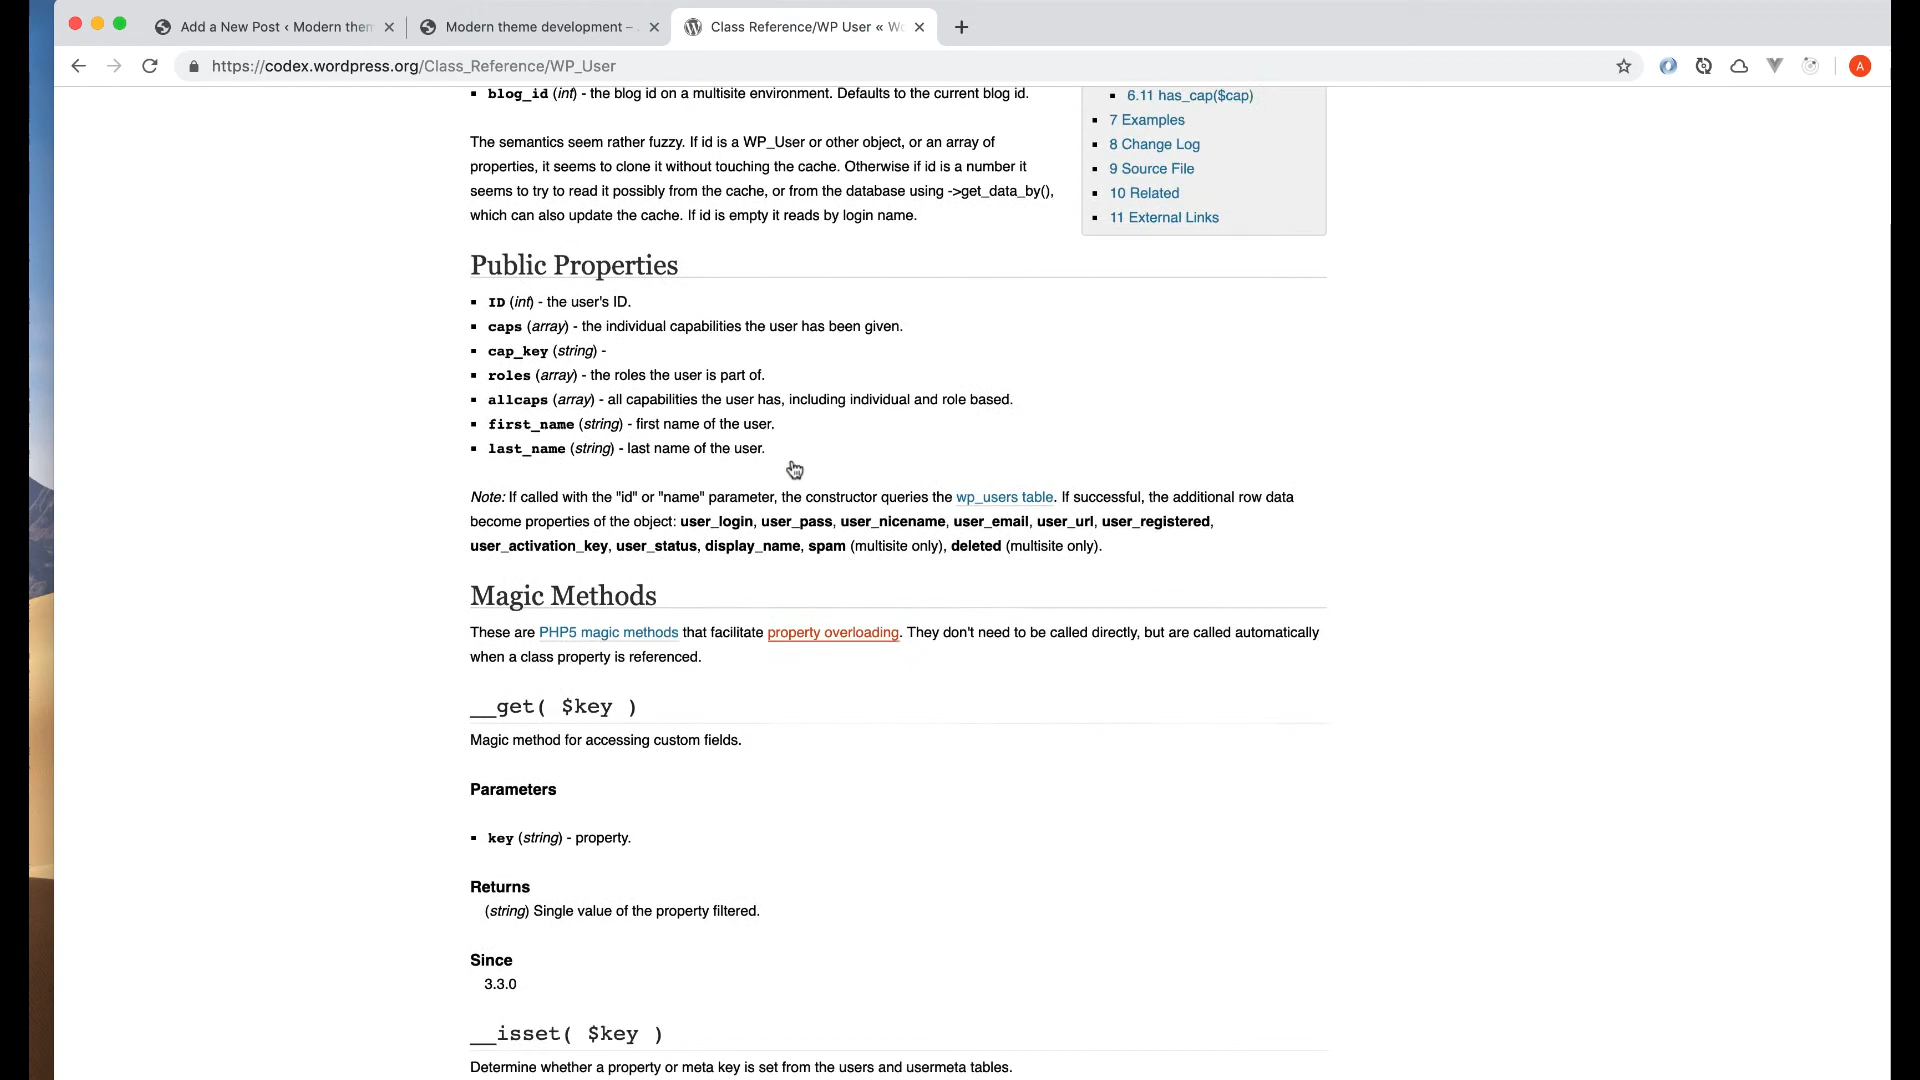 Add a New Post ‹ Modern them
Modern theme development –
Class Reference/WP User « Wo
https://codex.wordpress.org/Class_Reference/WP_User
A
blog_id (int) - the blog id on a multisite environment. Defaults to the current blog id.
6.11 has_cap($cap)
7 Examples
8 Change Log
9 Source File
10 Related
11 External Links
The semantics seem rather fuzzy. If id is a WP_User or other object, or an array of
properties, it seems to clone it without touching the cache. Otherwise if id is a number it
seems to try to read it possibly from the cache, or from the database using ->get_data_by(),
which can also update the cache. If id is empty it reads by login name.
Public Properties
ID (int) - the user's ID.
caps (array) - the individual capabilities the user has been given.
cap_key (string) -
roles (array) - the roles the user is part of.
allcaps (array) - all capabilities the user has, including individual and role based.
first_name (string) - first name of the user.
last_name (string) - last name of the user.
Note: If called with the "id" or "name" parameter, the constructor queries the wp_users table. If successful, the additional row data
become properties of the object: user_login, user_pass, user_nicename, user_email, user_url, user_registered,
user_activation_key, user_status, display_name, spam (multisite only), deleted (multisite only).
Magic Methods
These are PHP5 magic methods that facilitate property overloading. They don't need to be called directly, but are called automatically
when a class property is referenced.
__get( $key )
Magic method for accessing custom fields.
Parameters
key (string) - property.
Returns
(string) Single value of the property filtered.
Since
3.3.0
__isset( $key )
Determine whether a property or meta key is set from the users and usermeta tables.